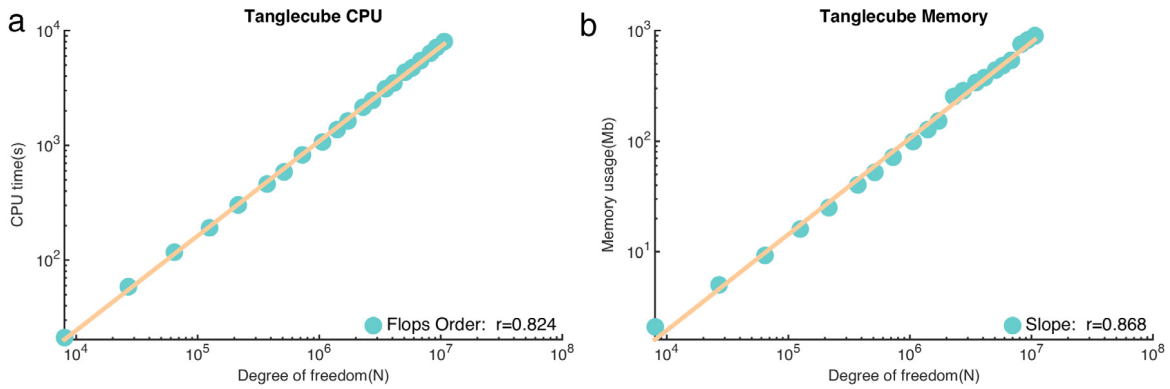 a
Tanglecube CPU
10^4
10^3
10^2
CPU time(s)
Flops Order: r=0.824
10^4 10^5 10^6 10^7 10^8
Degree of freedom(N)
b
Tanglecube Memory
10^3
10^2
10^1
Memory usage(Mb)
Slope: r=0.868
10^4 10^5 10^6 10^7 10^8
Degree of freedom(N)